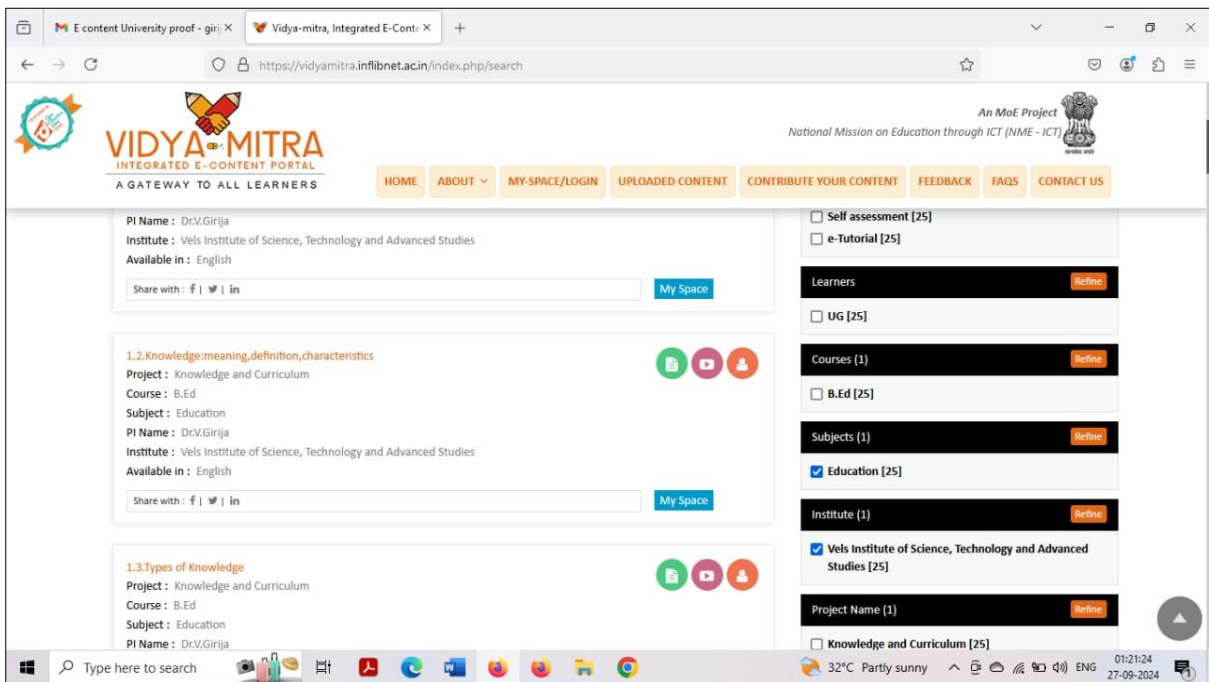 E content University proof - giri
Vidya-mitra, Integrated E-Conte
https://vidyamitra.inflibnet.ac.in/index.php/search
VIDYA-MITRA
INTEGRATED E-CONTENT PORTAL
A GATEWAY TO ALL LEARNERS
An MoE Project
National Mission on Education through ICT (NME - ICT)
HOME ABOUT MY-SPACE/LOGIN UPLOADED CONTENT CONTRIBUTE YOUR CONTENT FEEDBACK FAQS CONTACT US
PI Name : Dr.V.Girija
Institute : Vels Institute of Science, Technology and Advanced Studies
Available in : English
Share with : f | | in
My Space
1.2.Knowledge:meaning,definition,characteristics
Project : Knowledge and Curriculum
Course : B.Ed
Subject : Education
PI Name : Dr.V.Girija
Institute : Vels Institute of Science, Technology and Advanced Studies
Available in : English
Share with : f | | in
My Space
1.3.Types of Knowledge
Project : Knowledge and Curriculum
Course : B.Ed
Subject : Education
PI Name : Dr.V.Girija
Self assessment [25]
e-Tutorial [25]
Learners Refine
UG [25]
Courses (1) Refine
B.Ed [25]
Subjects (1) Refine
Education [25]
Institute (1) Refine
Vels Institute of Science, Technology and Advanced
Studies [25]
Project Name (1) Refine
Knowledge and Curriculum [25]
Type here to search
32°C Partly sunny
ENG
01:21:24
27-09-2024